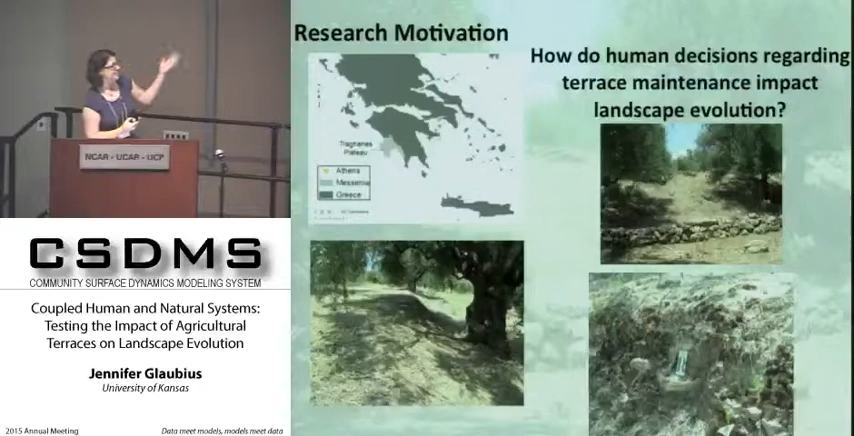 NCAR - UCAR - UCP
CSDMS
COMMUNITY SURFACE DYNAMICS MODELING SYSTEM
Coupled Human and Natural Systems:
Testing the Impact of Agricultural
Terraces on Landscape Evolution
Jennifer Glaubius
University of Kansas
2015 Annual Meeting
Data meet models, models meet data
Research Motivation
Plateau
Athens
Messenia
Greece
How do human decisions regarding
terrace maintenance impact
landscape evolution?